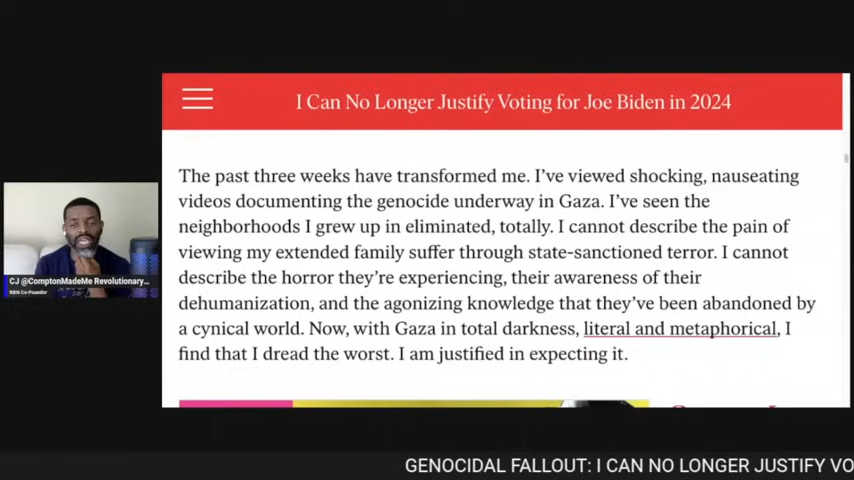 I Can No Longer Justify Voting for Joe Biden in 2024
The past three weeks have transformed me. I've viewed shocking, nauseating
videos documenting the genocide underway in Gaza. I've seen the
neighborhoods I grew up in eliminated, totally. I cannot describe the pain of
viewing my extended family suffer through state-sanctioned terror. I cannot
describe the horror they're experiencing, their awareness of their
dehumanization, and the agonizing knowledge that they've been abandoned by
a cynical world. Now, with Gaza in total darkness, literal and metaphorical, I
find that I dread the worst. I am justified in expecting it.
CJ @ComptonMadeMe Revolutionary...
RBN Co-Founder
GENOCIDAL FALLOUT: I CAN NO LONGER JUSTIFY VO